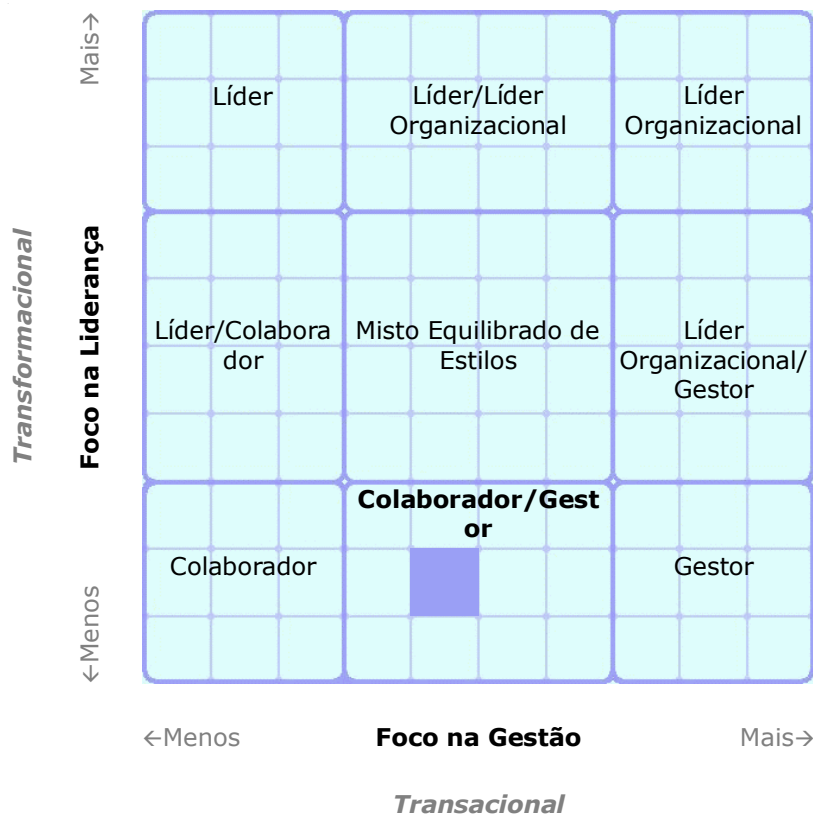 Mais→
Líder
Líder/Líder
Organizacional
Líder
Organizacional
Transformacional
Foco na Liderança
Líder/Colabora
dor
Misto Equilibrado de
Estilos
Líder
Organizacional/
Gestor
Colaborador/Gest
or
Colaborador
Gestor
←Menos
←Menos
Foco na Gestão
Mais→
Transacional